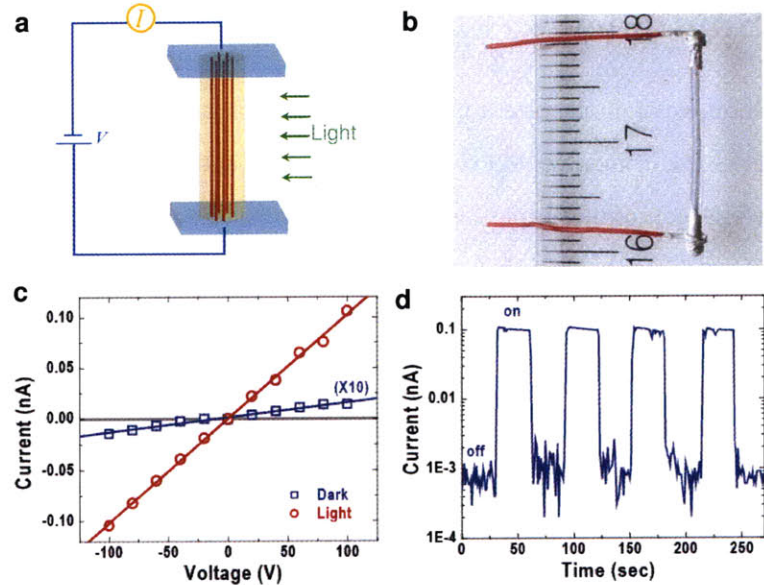 a
I
V
Light
b
18
17
16
c
Current (nA)
0.10
0.05
0.00
-0.05
-0.10
(X10)
Dark
Light
-100
-50
0
50
100
Voltage (V)
d
Current (nA)
1
0.1
0.01
1E-3
1E-4
on
off
0
50
100
150
200
250
Time (sec)